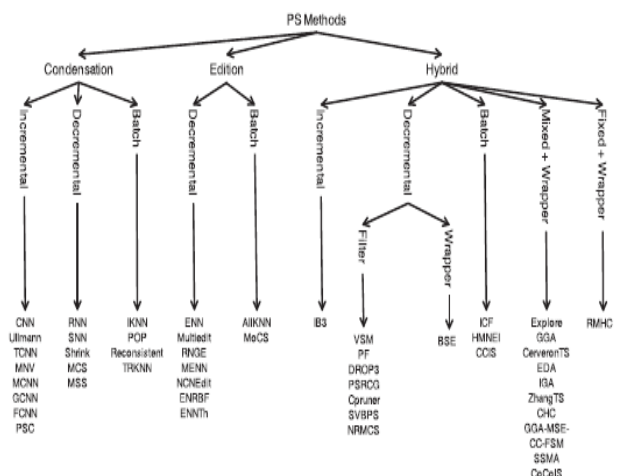 PS Methods
Condensation
Edition
Hybrid
Incremental
Decremental
Batch
Decremental
Batch
Incremental
Decremental
Batch
Mixed + Wrapper
Fixed + Wrapper
Filter
Wrapper
CNN
Ullmann
TCNN
MNV
MCNN
GCNN
FCNN
PSC
RNN
SNN
Shrink
MCS
MSS
IKNN
POP
Reconsistent
TRKNN
ENN
Multiedit
RNGE
MENN
NCNEdit
ENRBF
ENNTh
AllKNN
MoCS
IB3
VSM
PF
DROP3
PSRCG
Cpruner
SVBPS
NRMCS
BSE
ICF
HMNEI
CCIS
Explore
GGA
CerveronTS
EDA
IGA
ZhangTS
CHC
GGA-MSE-
CC-FSM
SSMA
CoCoIS
RMHC